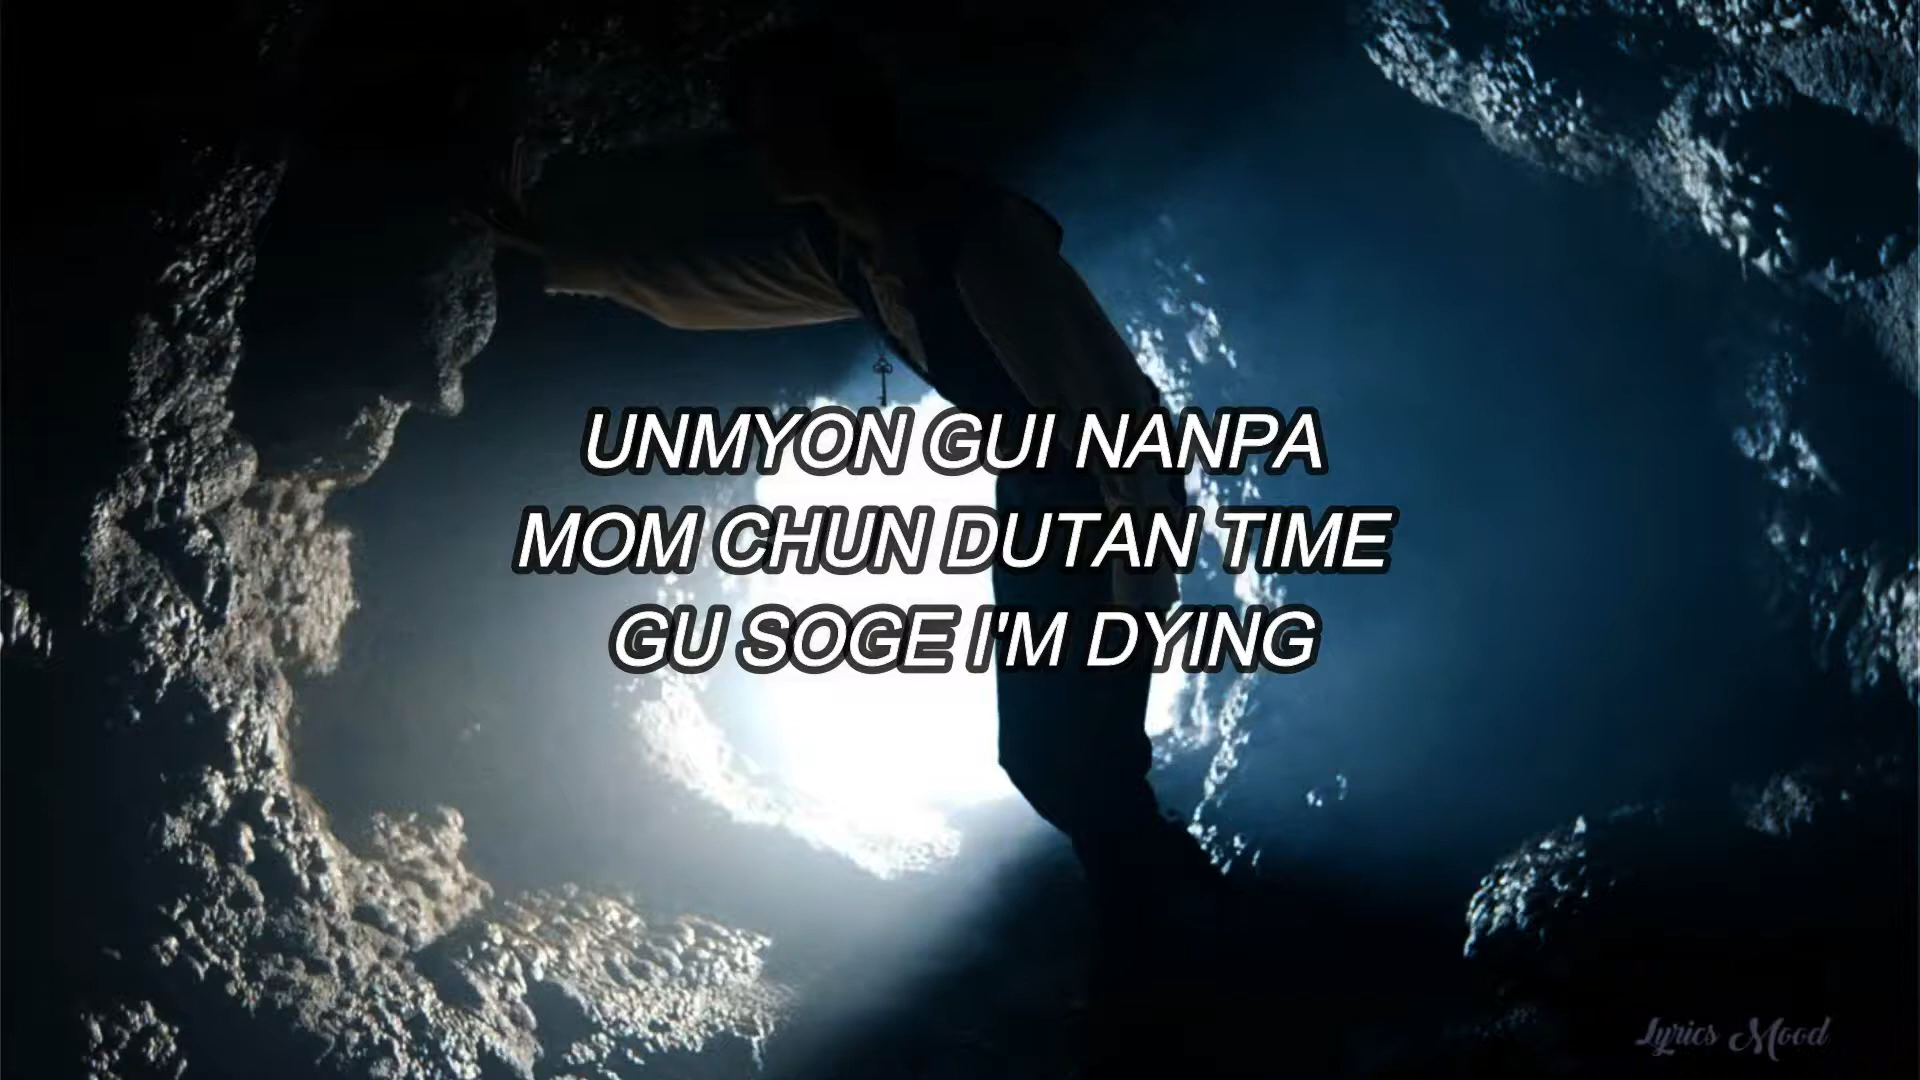 UNMYON GUI NANPA
MOM CHUN DUTAN TIME
GU SOGE I'M DYING
Lyrics Mood